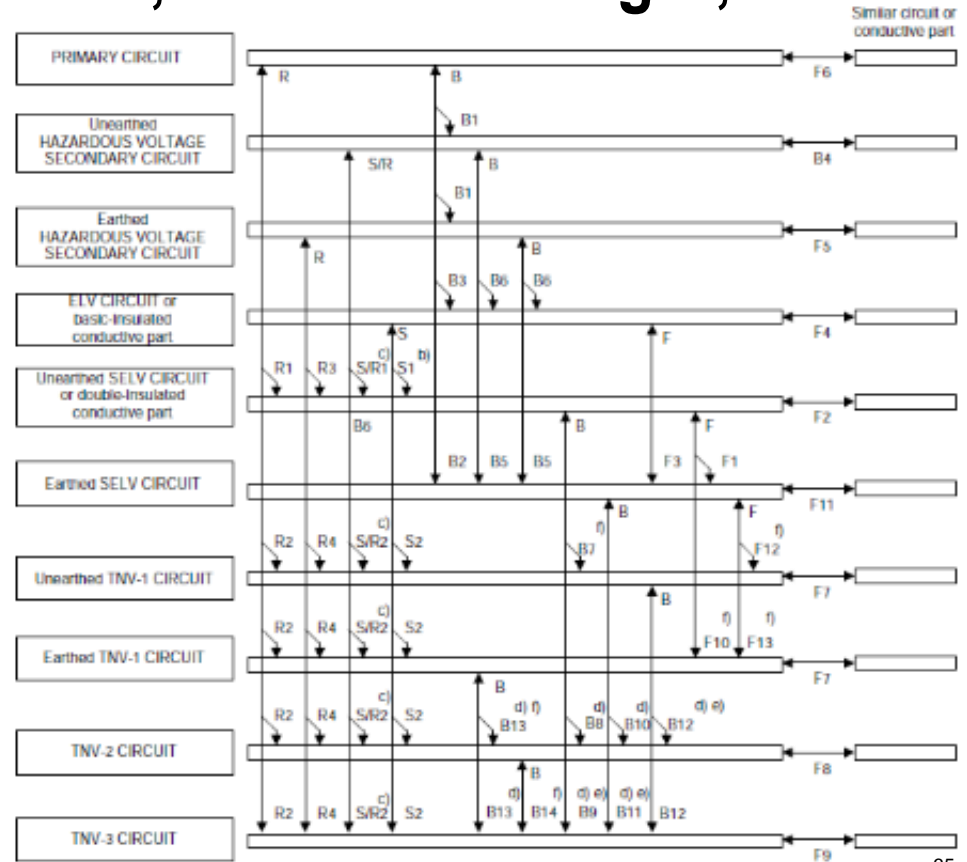 Similar circuit or
conductive part
PRIMARY CIRCUIT
R
B
F6
B1
Unearthed
HAZARDOUS VOLTAGE
SECONDARY CIRCUIT
S/R
B
B4
B1
Earthed
HAZARDOUS VOLTAGE
SECONDARY CIRCUIT
R
B
F5
B3
B6
B6
ELV CIRCUIT or
basic-insulated
conductive part
S
F
F4
c)
b)
R1
R3
S/R1
S1
Unearthed SELV CIRCUIT
or double-insulated
conductive part
B6
B
F
F2
B2
B5
B5
F3
F1
Earthed SELV CIRCUIT
B
F
F11
c)
f)
f)
R2
R4
S/R2
S2
B7
F12
Unearthed TNV-1 CIRCUIT
B
F7
c)
f)
f)
R2
R4
S/R2
S2
F10
F13
Earthed TNV-1 CIRCUIT
B
F7
c)
d) f)
d)
d)
d) e)
R2
R4
S/R2
S2
B13
B8
B10
B12
TNV-2 CIRCUIT
B
F8
c)
d)
f)
d) e)
d) e)
R2
R4
S/R2
S2
B13
B14
B9
B11
B12
TNV-3 CIRCUIT
F9